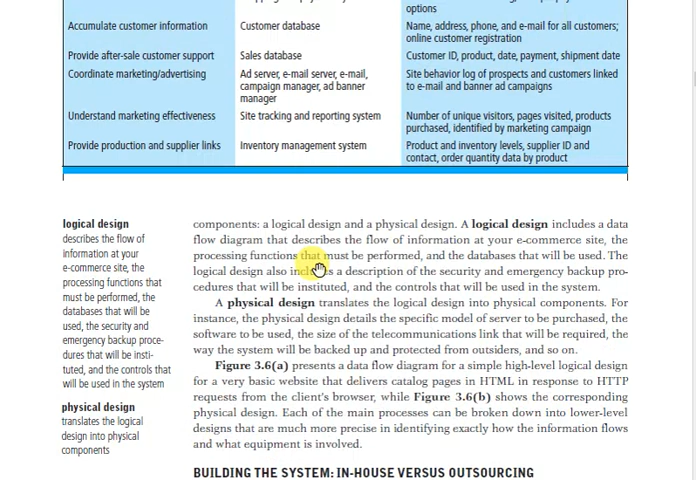 options
Accumulate customer information Customer database Name, address, phone, and e-mail for all customers;
online customer registration
Provide after-sale customer support Sales database Customer ID, product, date, payment, shipment date
Coordinate marketing/advertising Ad server, e-mail server, e-mail, Site behavior log of prospects and customers linked
campaign manager, ad banner to e-mail and banner ad campaigns
manager
Understand marketing effectiveness Site tracking and reporting system Number of unique visitors, pages visited, products
purchased, identified by marketing campaign
Provide production and supplier links Inventory management system Product and inventory levels, supplier ID and
contact, order quantity data by product
logical design
describes the flow of
information at your
e-commerce site, the
processing functions that
must be performed, the
databases that will be
used, the security and
emergency backup proce-
dures that will be insti-
tuted, and the controls that
will be used in the system
physical design
translates the logical
design into physical
components
components: a logical design and a physical design. A logical design includes a data
flow diagram that describes the flow of information at your e-commerce site, the
processing functions that must be performed, and the databases that will be used. The
logical design also includes a description of the security and emergency backup pro-
cedures that will be instituted, and the controls that will be used in the system.
A physical design translates the logical design into physical components. For
instance, the physical design details the specific model of server to be purchased, the
software to be used, the size of the telecommunications link that will be required, the
way the system will be backed up and protected from outsiders, and so on.
Figure 3.6(a) presents a data flow diagram for a simple high-level logical design
for a very basic website that delivers catalog pages in HTML in response to HTTP
requests from the client's browser, while Figure 3.6(b) shows the corresponding
physical design. Each of the main processes can be broken down into lower-level
designs that are much more precise in identifying exactly how the information flows
and what equipment is involved.
BUILDING THE SYSTEM: IN-HOUSE VERSUS OUTSOURCING